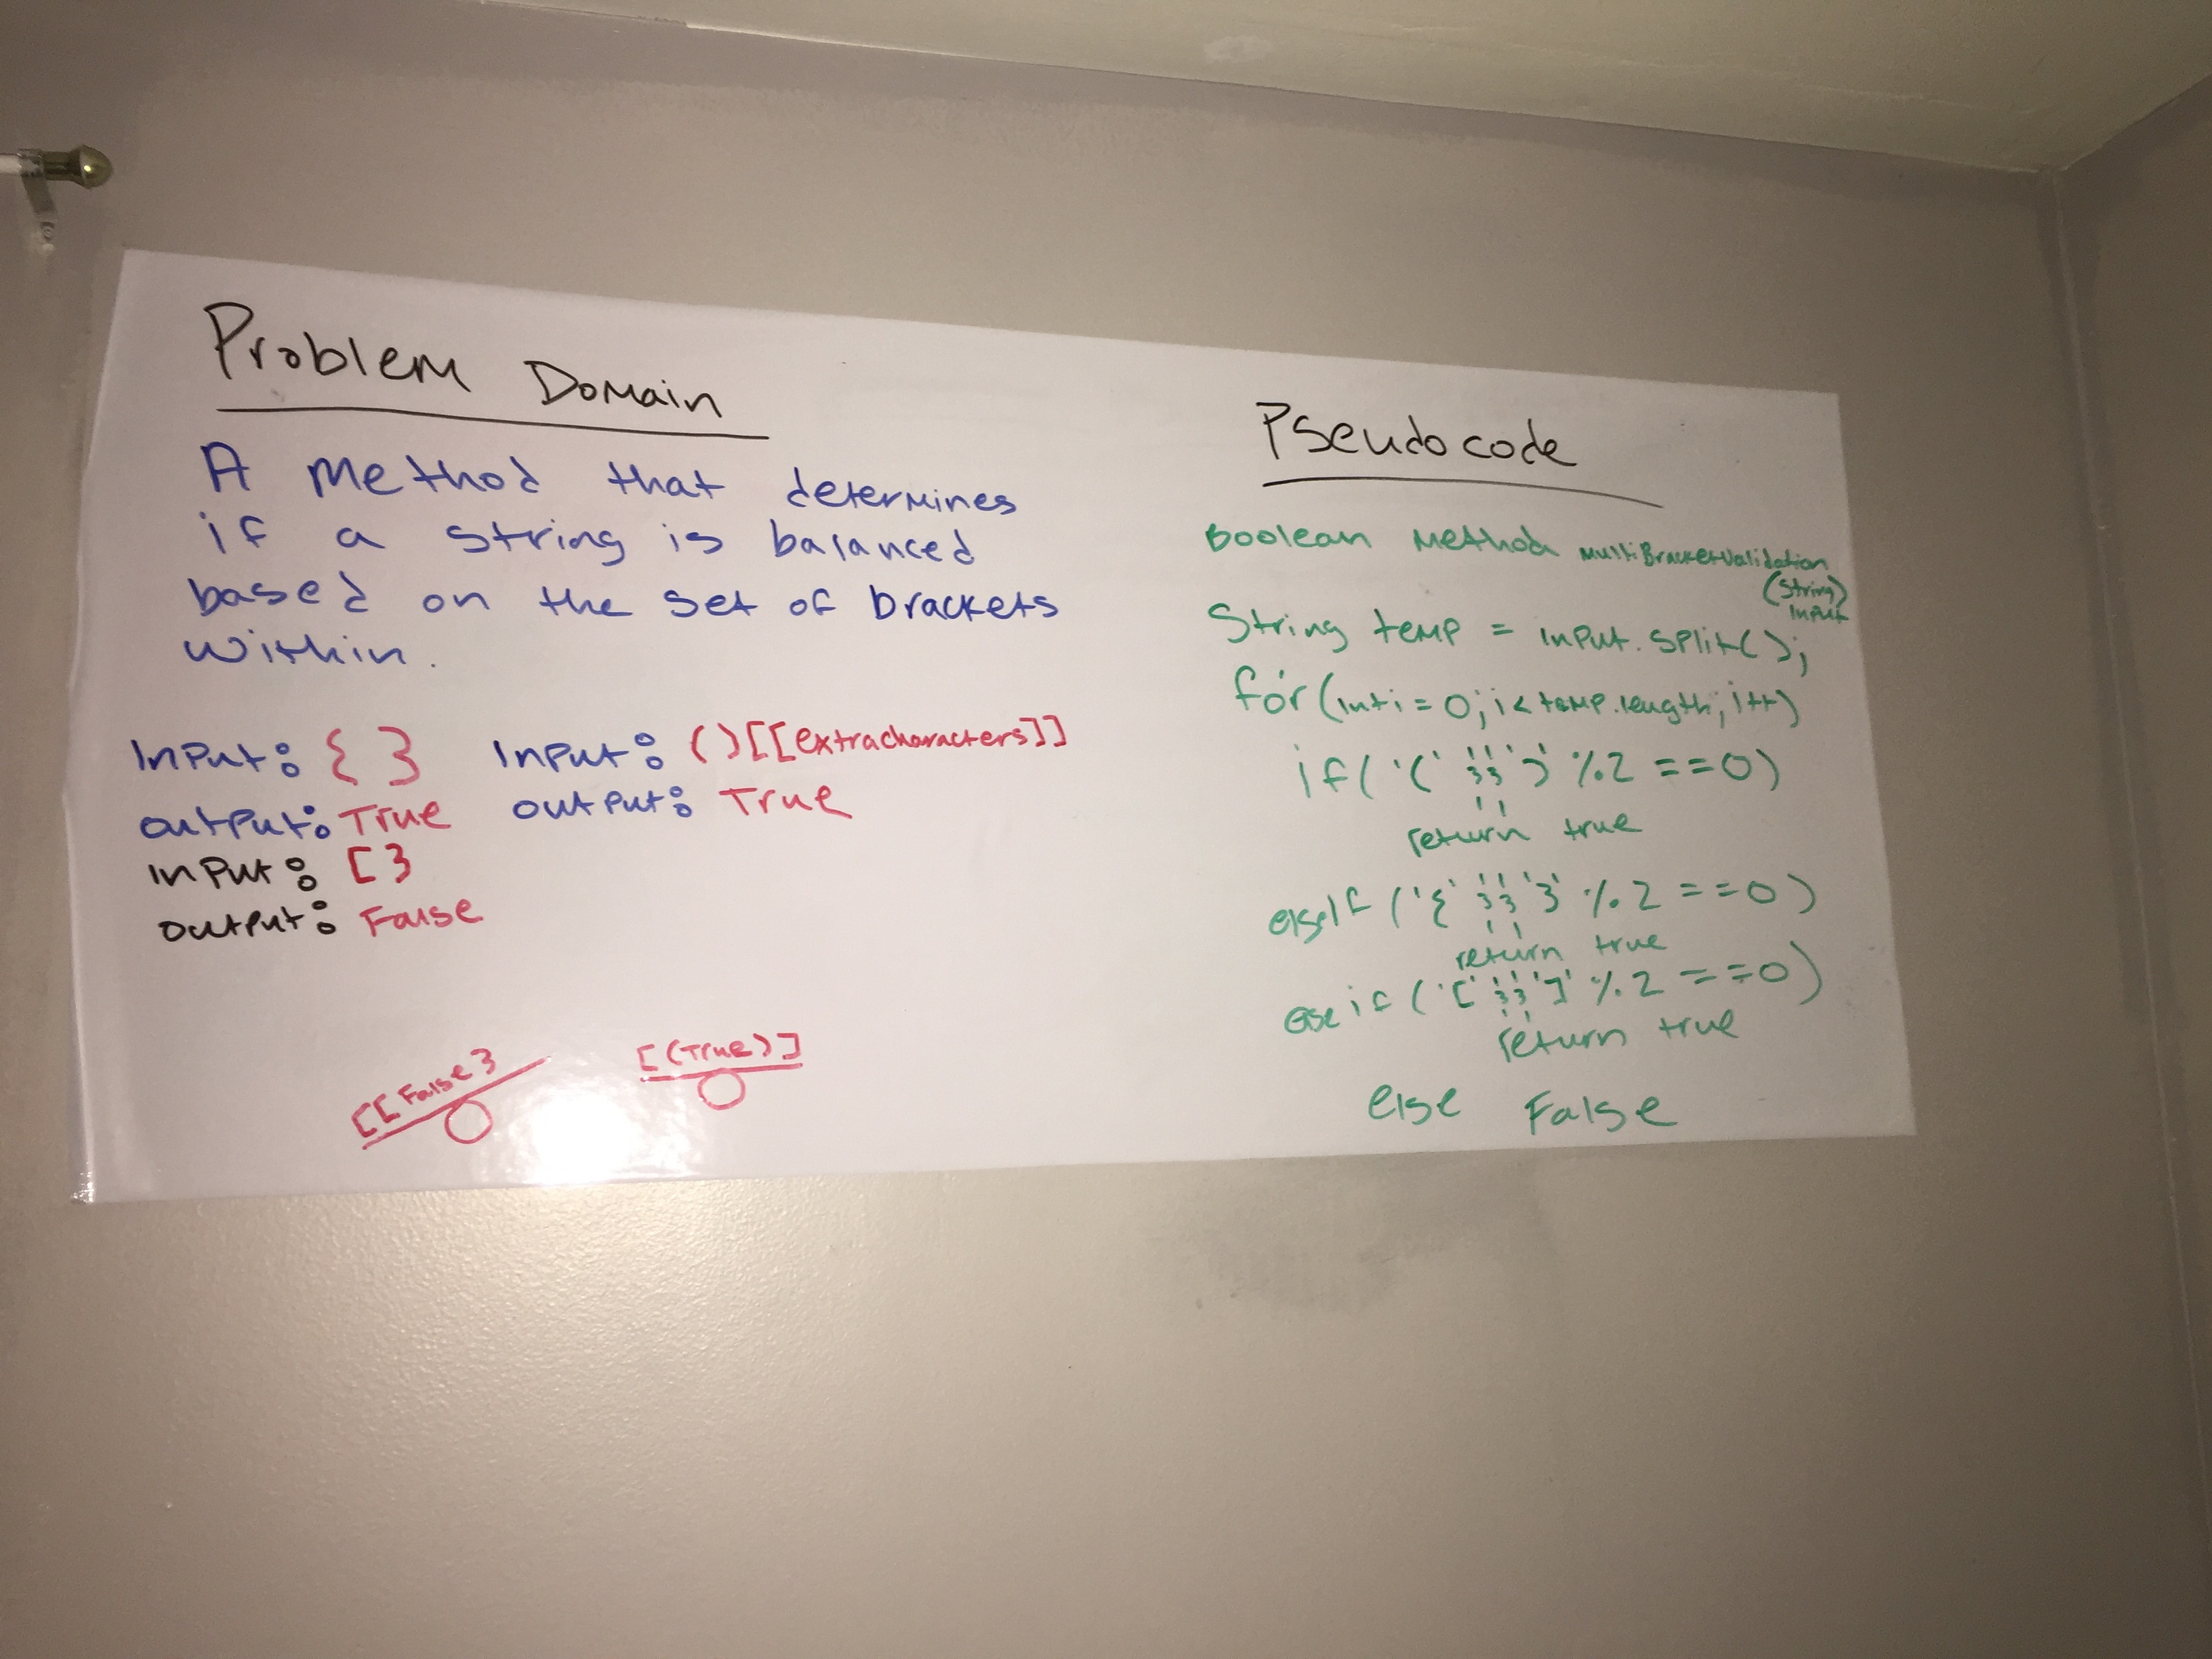 Problem Domain
A Method that determines
if a string is balanced
based on the set of brackets
within.
Input: { }
output: True
Input: [ }
output: False
Input: ()[[extracharacters]]
output: True
[[False}
[(True)]
Pseudocode
Boolean Method MultiBracketValidation
(String)
Input
String temp = input.split();
for(int i = 0; i < temp.length; i++)
if( '(' ')' %2 ==0)
return true
elseif ('{' '}' %2 ==0)
return true
else if ('[' ']' %2 ==0)
return true
else False